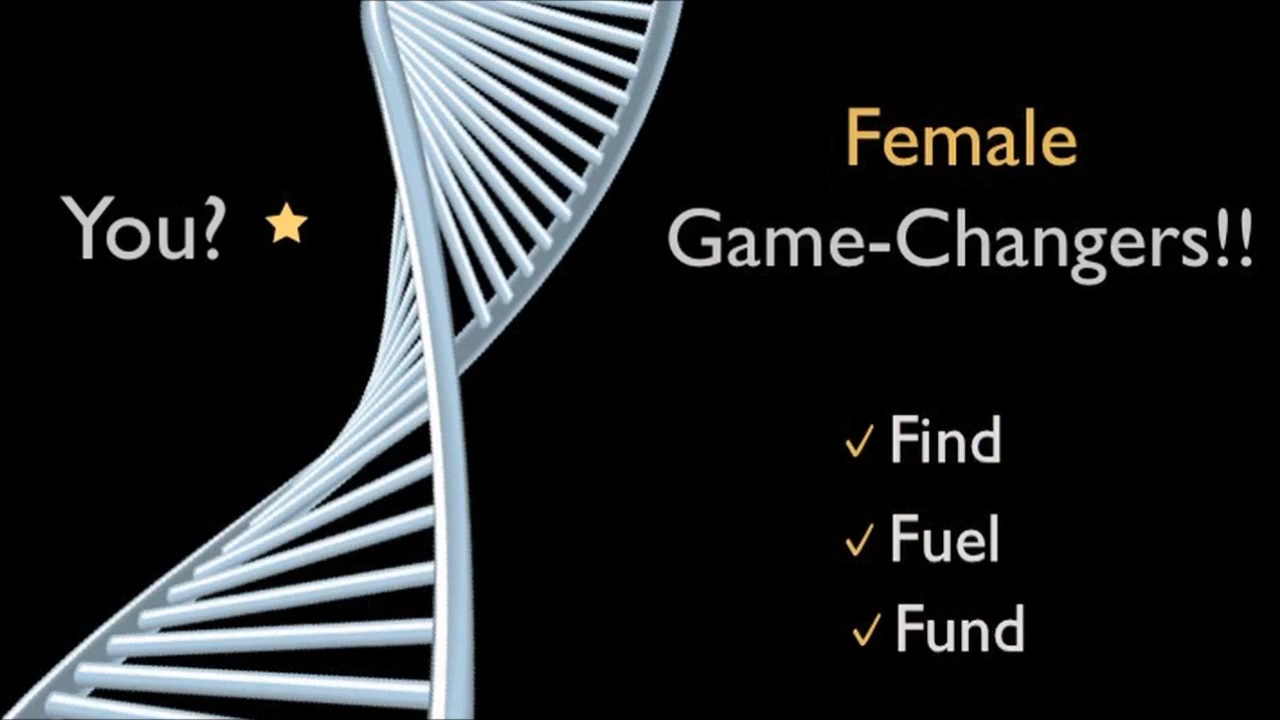 You?
Female
Game-Changers!!
✓ Find
✓ Fuel
✓ Fund